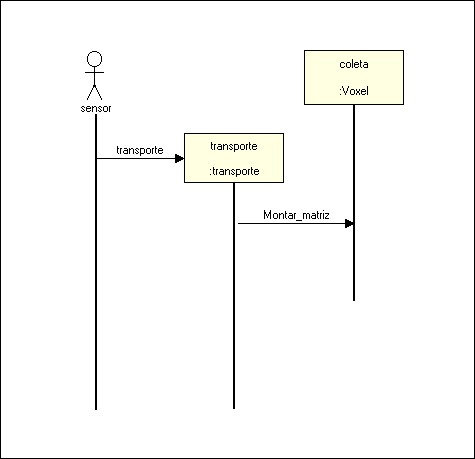 coleta
:Voxel
sensor
transporte
transporte
:transporte
Montar_matriz